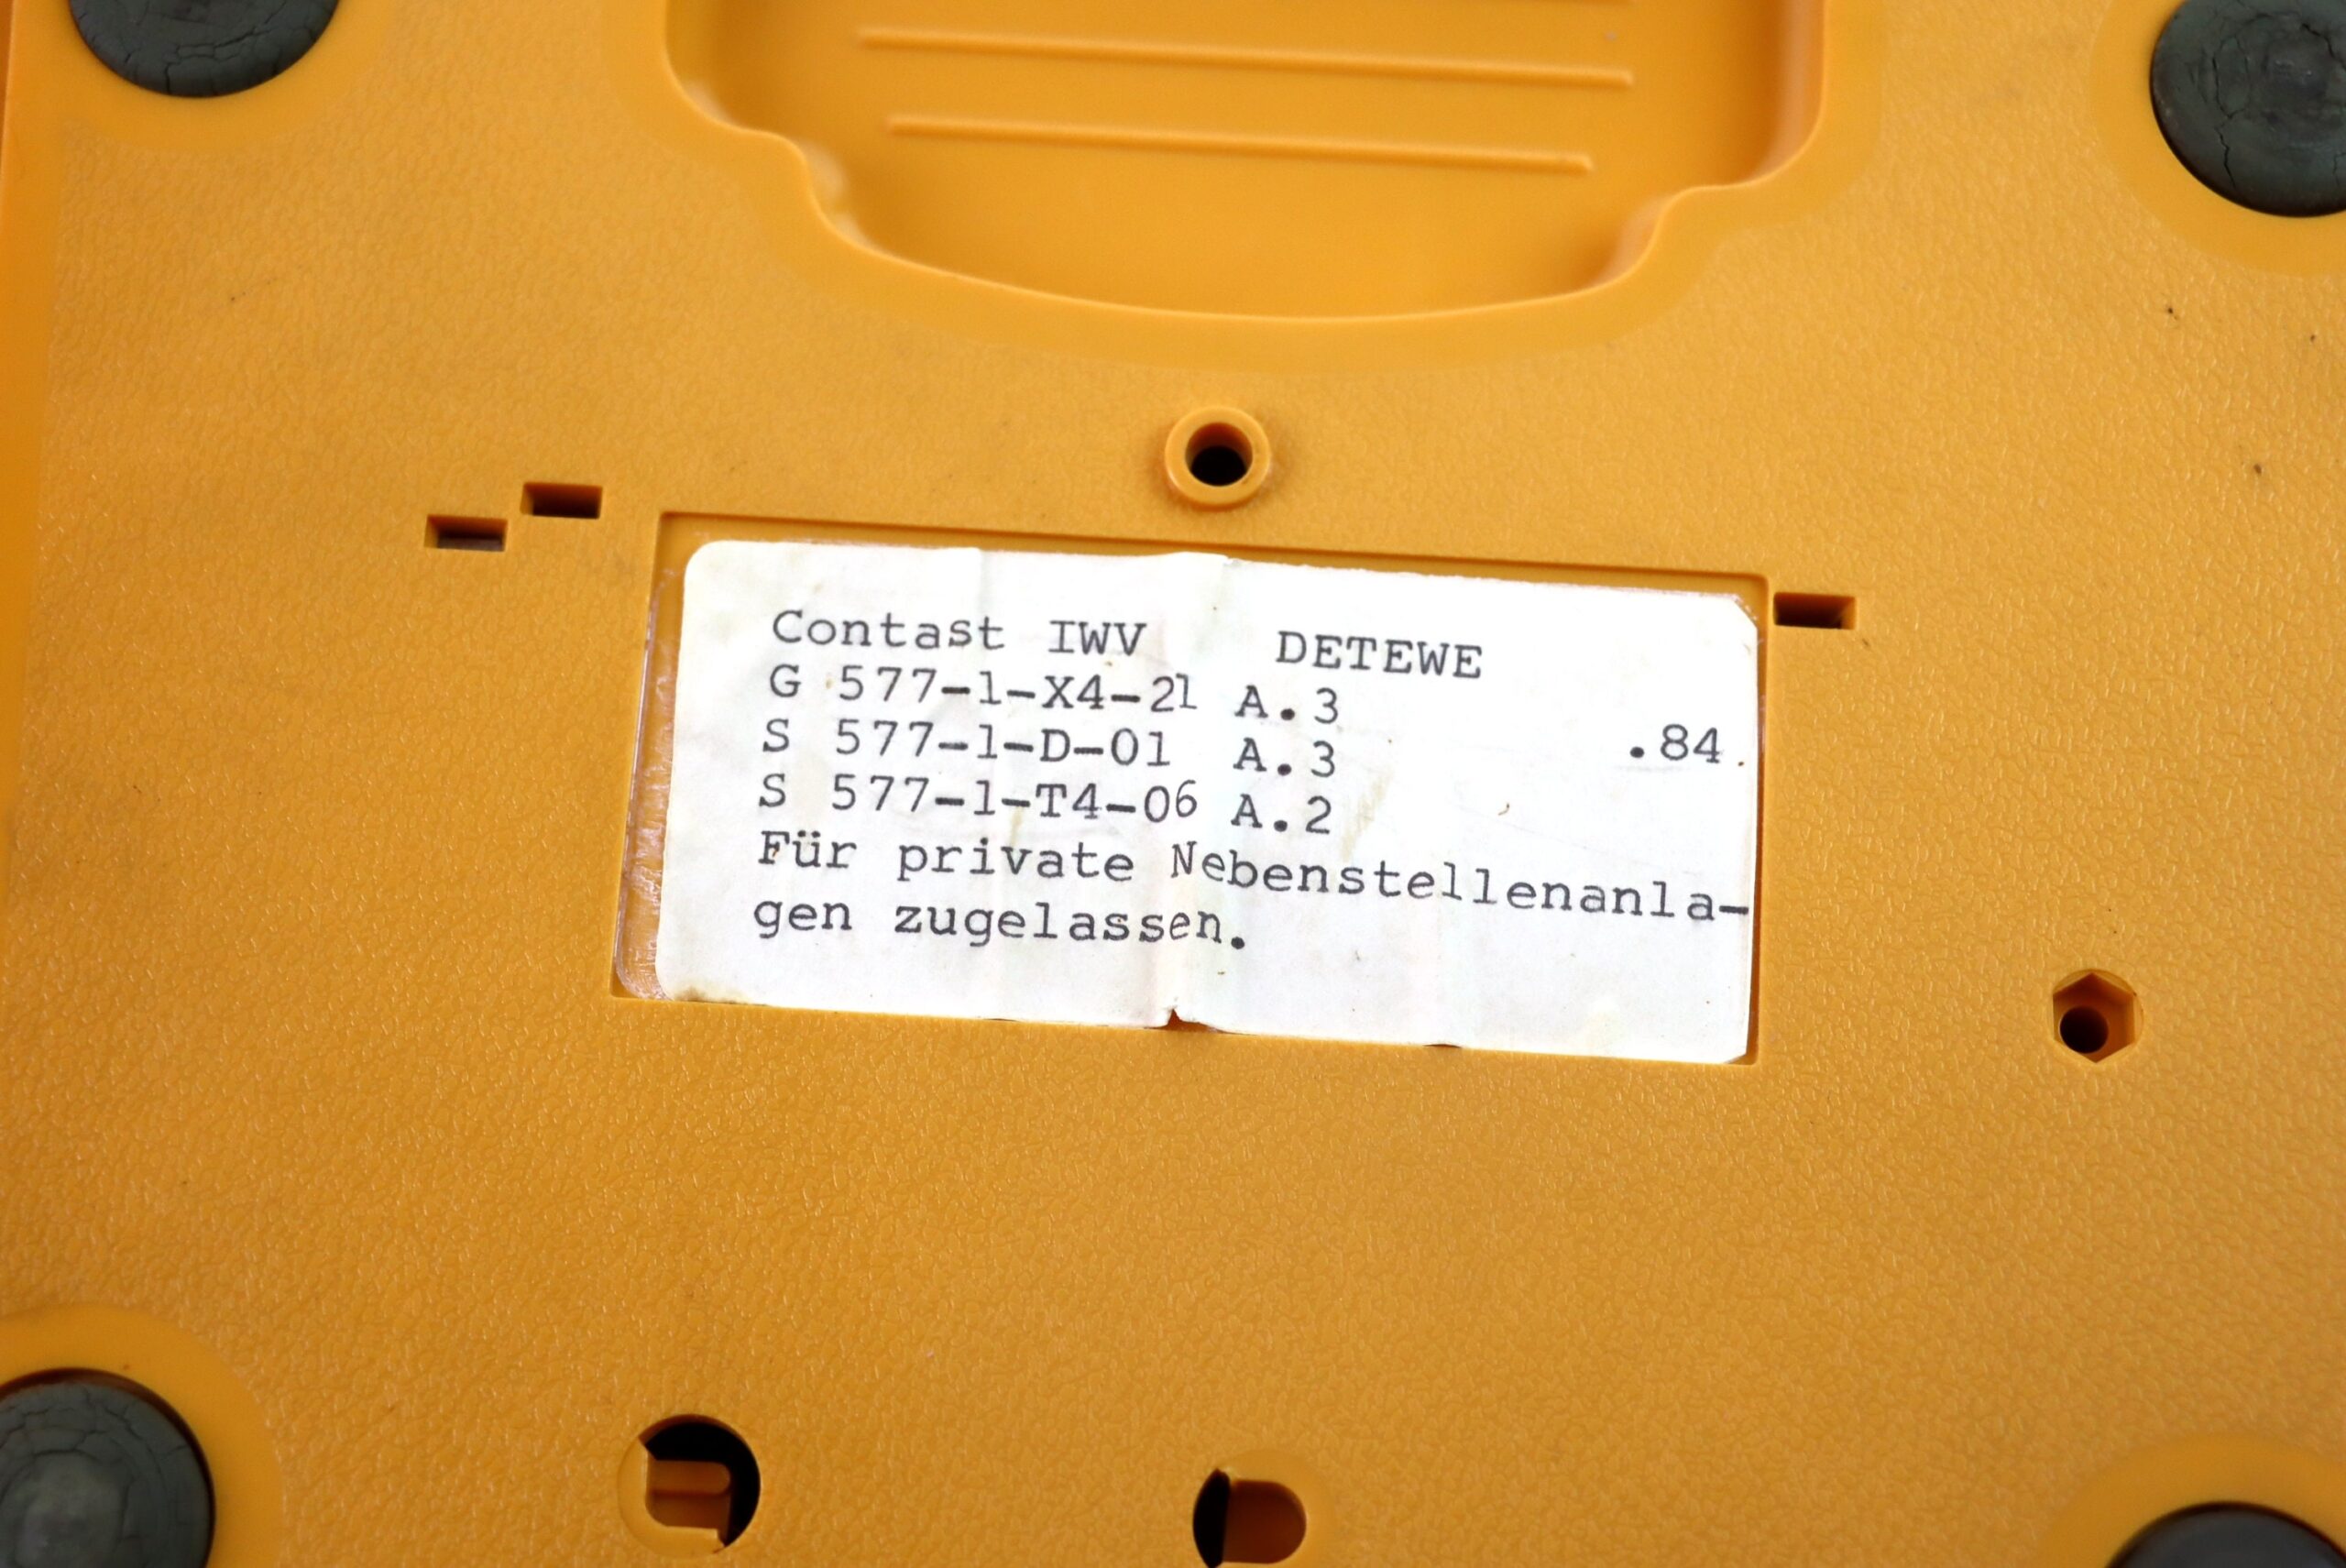 Contast IWV DETEWE
G 577-1-X4-21 A.3
S 577-1-D-01 A.3 .84.
S 577-1-T4-06 A.2
Für private Nebenstellenanla-
gen zugelassen.